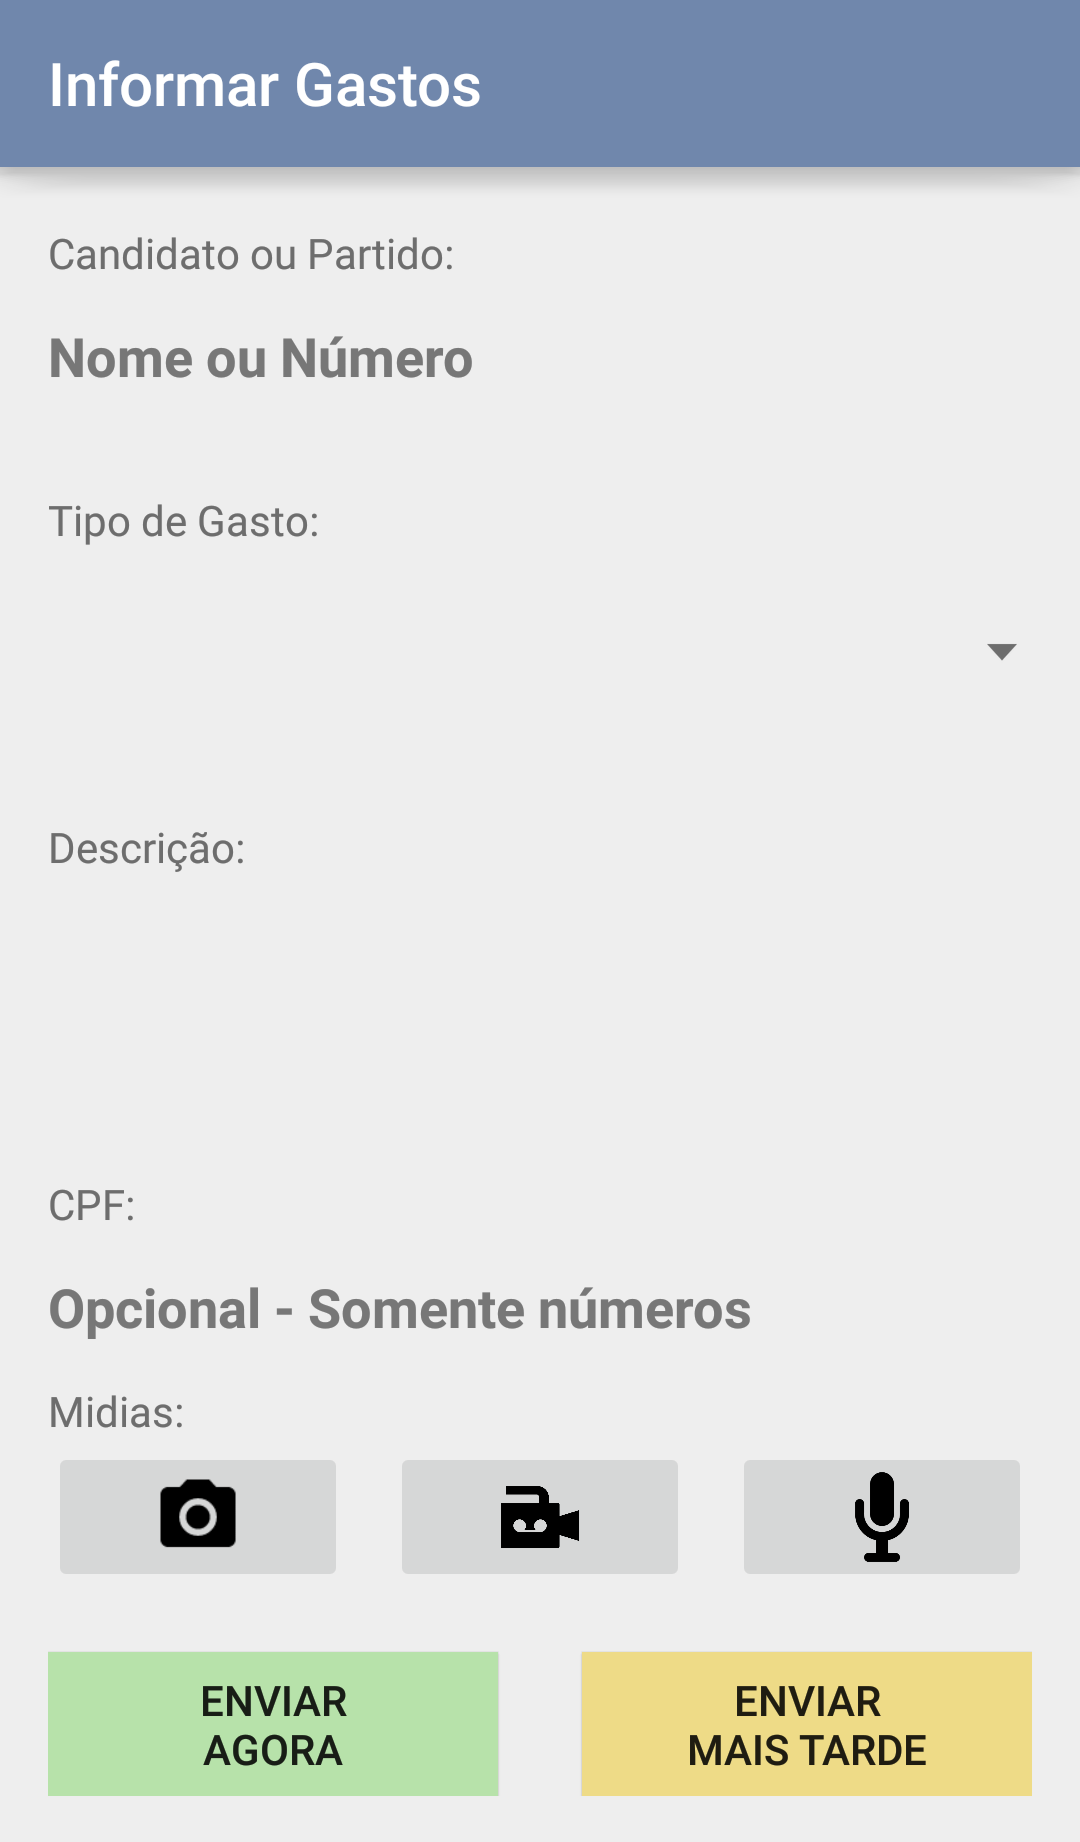 Informar Gastos
Candidato ou Partido:
Nome ou Número
Tipo de Gasto:
Descrição:
CPF:
Opcional - Somente números
Midias:
ENVIAR
AGORA
ENVIAR
MAIS TARDE